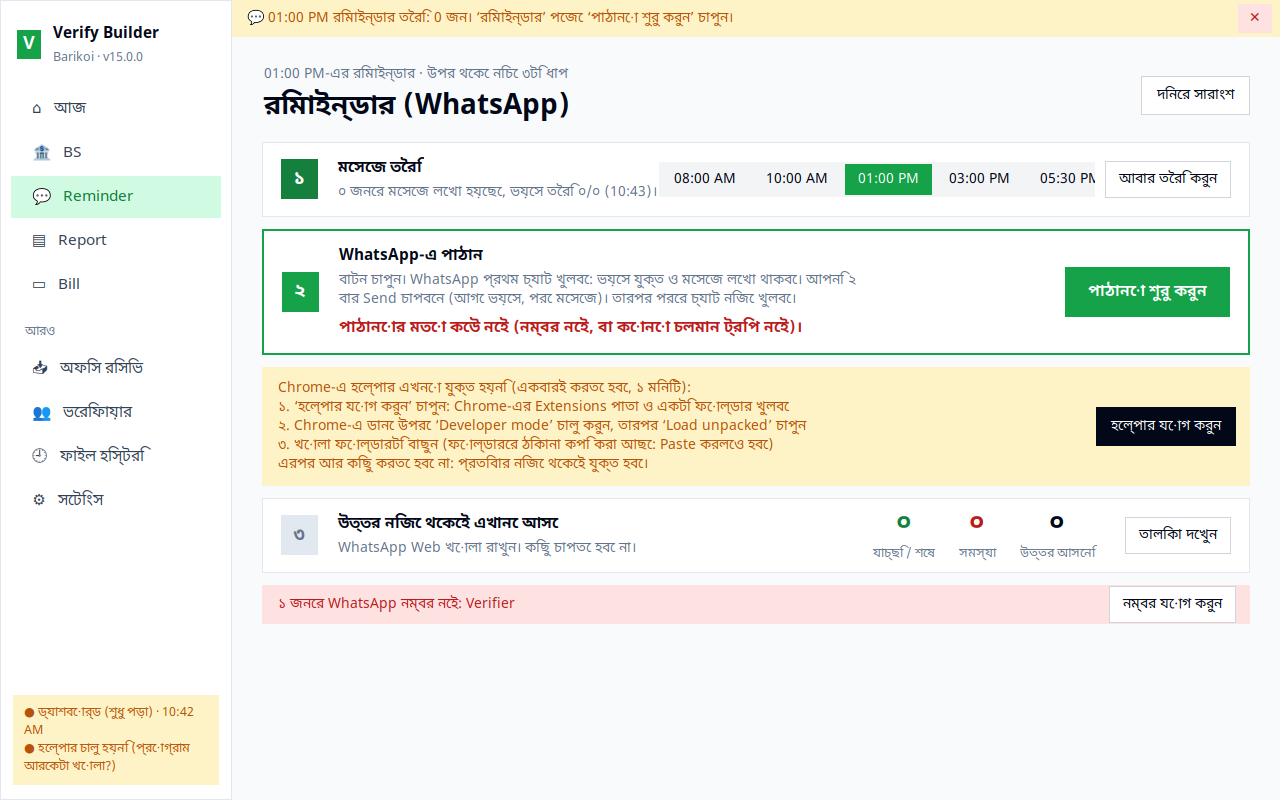 💬 01:00 PM রিমাইন্ডার তৈরি: 0 জন। ‘রিমাইন্ডার’ পেজে ‘পাঠানো শুরু করুন’ চাপুন।
✕
V
Verify Builder
Barikoi · v15.0.0
আজ
BS
Reminder
Report
Bill
আরও
অফিস রিসিভ
ভেরিফায়ার
ফাইল হিস্টরি
সেটিংস
● ড্যাশবোর্ড (শুধু পড়া) · 10:42
AM
● হেল্পার চালু হয়নি (প্রোগ্রাম
আরেকটা খোলা?)
01:00 PM-এর রিমাইন্ডার · উপর থেকে নিচে ৩টি ধাপ
রিমাইন্ডার (WhatsApp)
দিনের সারাংশ
১
মেসেজ তৈরি
০ জনের মেসেজ লেখা হয়েছে, ভয়েস তৈরি ০/০ (10:43)।
08:00 AM
10:00 AM
01:00 PM
03:00 PM
05:30 PM
আবার তৈরি করুন
২
WhatsApp-এ পাঠান
বাটন চাপুন। WhatsApp প্রথম চ্যাট খুলবে: ভয়েস যুক্ত ও মেসেজ লেখা থাকবে। আপনি ২
বার Send চাপবেন (আগে ভয়েস, পরে মেসেজ)। তারপর পরের চ্যাট নিজে খুলবে।
পাঠানোর মতো কেউ নেই (নম্বর নেই, বা কোনো চলমান ট্রিপ নেই)।
পাঠানো শুরু করুন
Chrome-এ হেল্পার এখনো যুক্ত হয়নি (একবারই করতে হবে, ১ মিনিট):
১. ‘হেল্পার যোগ করুন’ চাপুন: Chrome-এর Extensions পাতা ও একটি ফোল্ডার খুলবে
২. Chrome-এ ডানে উপরে ‘Developer mode’ চালু করুন, তারপর ‘Load unpacked’ চাপুন
৩. খোলা ফোল্ডারটি বাছুন (ফোল্ডারের ঠিকানা কপি করা আছে: Paste করলেও হবে)
এরপর আর কিছু করতে হবে না: প্রতিবার নিজে থেকেই যুক্ত হবে।
হেল্পার যোগ করুন
৩
উত্তর নিজে থেকেই এখানে আসে
WhatsApp Web খোলা রাখুন। কিছু চাপতে হবে না।
০
যাচ্ছি / শেষ
০
সমস্যা
০
উত্তর আসেনি
তালিকা দেখুন
১ জনের WhatsApp নম্বর নেই: Verifier
নম্বর যোগ করুন